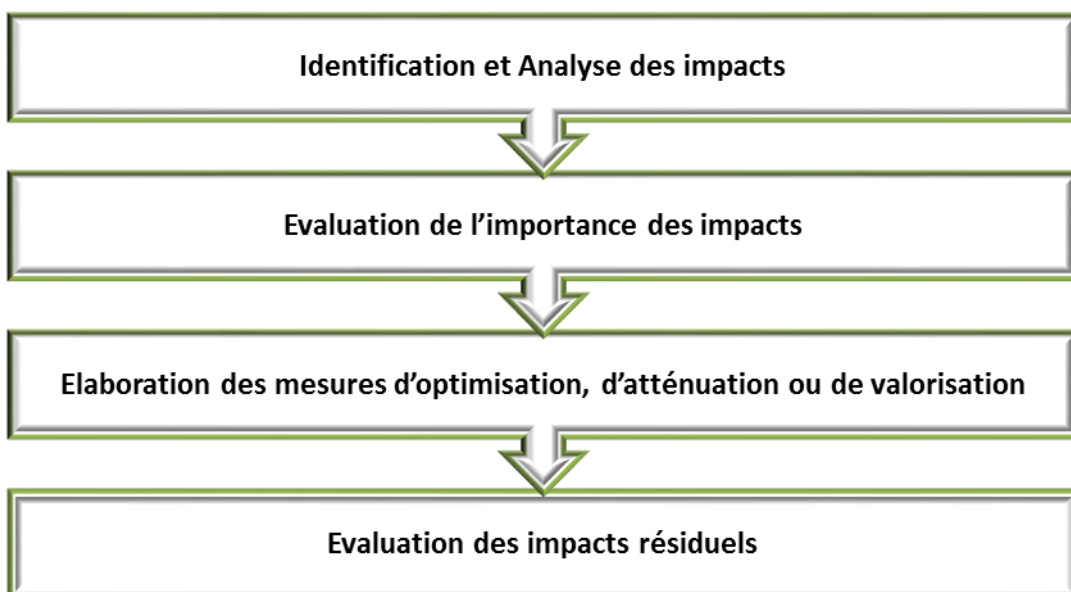 Identification et Analyse des impacts
Evaluation de l’importance des impacts
Elaboration des mesures d’optimisation, d’atténuation ou de valorisation
Evaluation des impacts résiduels